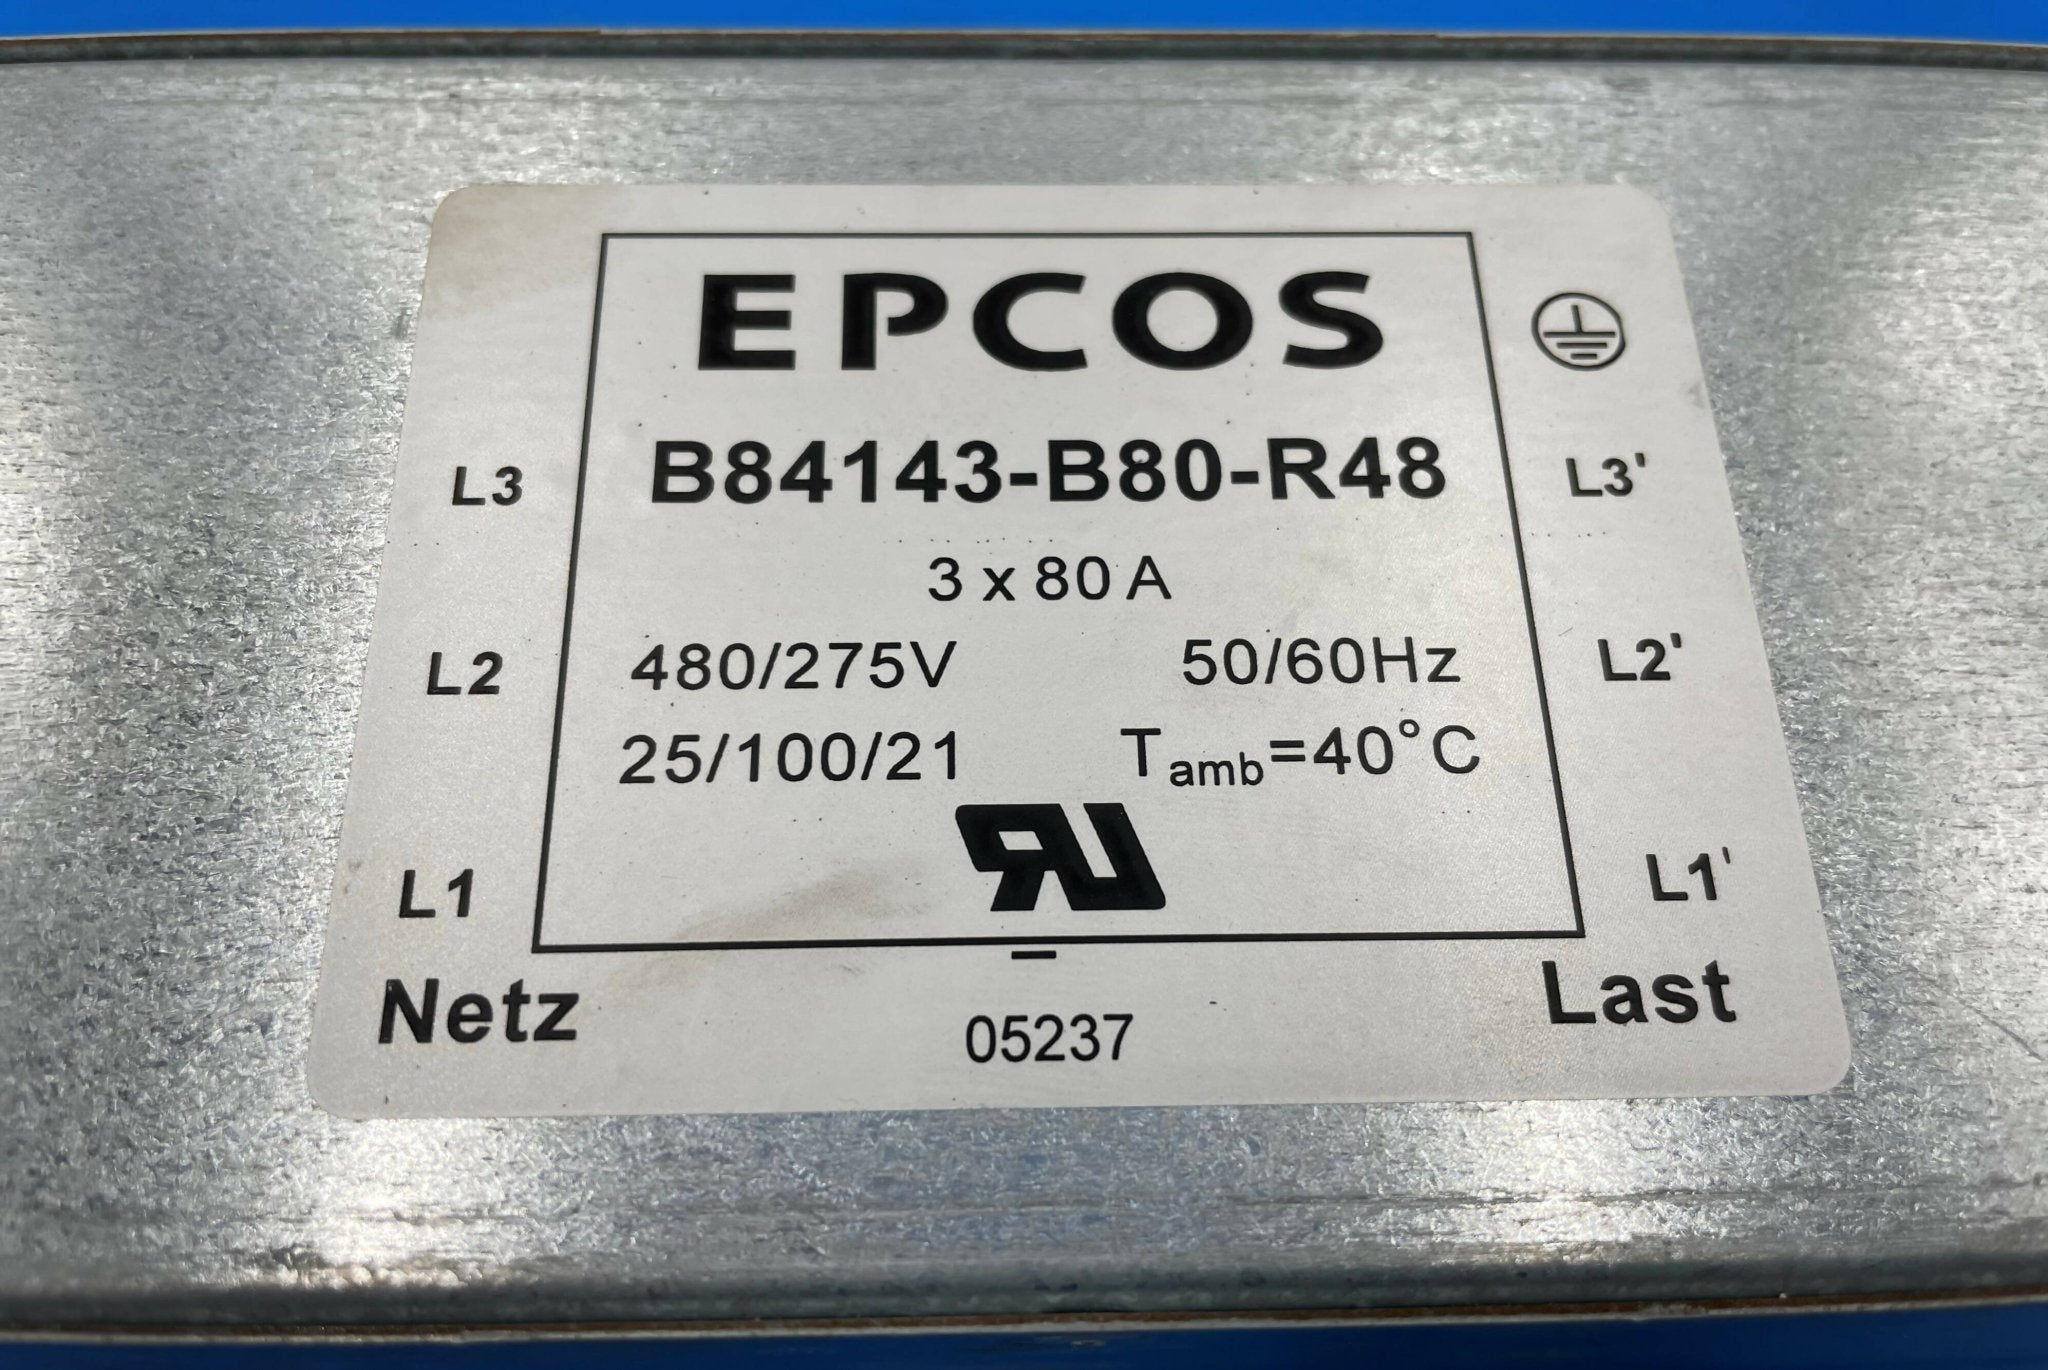 EPCOS
B84143-B80-R48
L3 L3'
3 x 80 A
L2 480/275V 50/60Hz L2'
25/100/21 Tamb=40°C
L1 L1'
Netz Last
05237